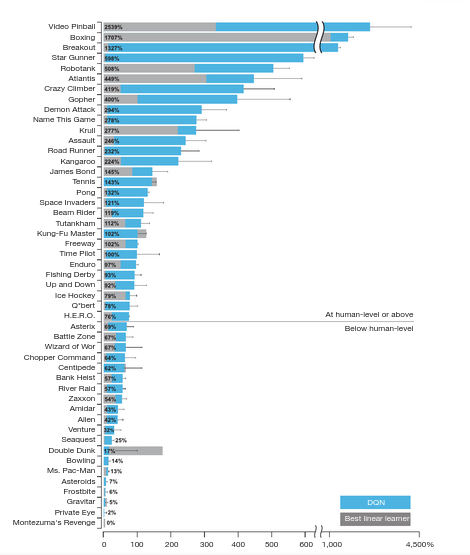 Video Pinball 2539%
Boxing 1707%
Breakout 1327%
Star Gunner 598%
Robotank 508%
Atlantis 449%
Crazy Climber 419%
Gopher 400%
Demon Attack 294%
Name This Game 278%
Krull 277%
Assault 246%
Road Runner 232%
Kangaroo 224%
James Bond 145%
Tennis 143%
Pong 132%
Space Invaders 121%
Beam Rider 119%
Tutankham 112%
Kung-Fu Master 102%
Freeway 102%
Time Pilot 100%
Enduro 97%
Fishing Derby 93%
Up and Down 92%
Ice Hockey 79%
Q*bert 78%
H.E.R.O. 76%
At human-level or above
Asterix 69%
Below human-level
Battle Zone 67%
Wizard of Wor 67%
Chopper Command 64%
Centipede 62%
Bank Heist 57%
River Raid 57%
Zaxxon 54%
Amidar 43%
Alien 42%
Venture 32%
Seaquest 25%
Double Dunk 17%
Bowling 14%
Ms. Pac-Man 13%
Asteroids 7%
Frostbite 6%
Gravitar 5%
Private Eye 2%
Montezuma's Revenge 0%
DQN
Best linear learner
0 100 200 300 400 500 600 1,000 4,500%